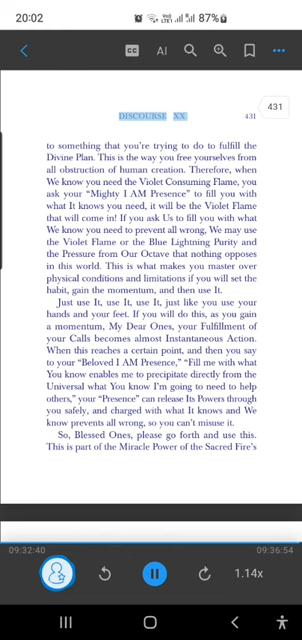 20:02
87%
CC
AI
431
DISCOURSE XX
431
to something that you're trying to do to fulfill the
Divine Plan. This is the way you free yourselves from
all obstruction of human creation. Therefore, when
We know you need the Violet Consuming Flame, you
ask your "Mighty I AM Presence" to fill you with
what It knows you need, it will be the Violet Flame
that will come in! If you ask Us to fill you with what
We know you need to prevent all wrong, We may use
the Violet Flame or the Blue Lightning Purity and
the Pressure from Our Octave that nothing opposes
in this world. This is what makes you master over
physical conditions and limitations if you will set the
habit, gain the momentum, and then use It.
Just use It, use It, use It, just like you use your
hands and your feet. If you will do this, as you gain
a momentum, My Dear Ones, your Fulfillment of
your Calls becomes almost Instantaneous Action.
When this reaches a certain point, and then you say
to your "Beloved I AM Presence," "Fill me with what
You know enables me to precipitate directly from the
Universal what You know I'm going to need to help
others," your "Presence" can release Its Powers through
you safely, and charged with what It knows and We
know prevents all wrong, so you can't misuse it.
So, Blessed Ones, please go forth and use this.
This is part of the Miracle Power of the Sacred Fire's
09:32:40
09:36:54
1.14x